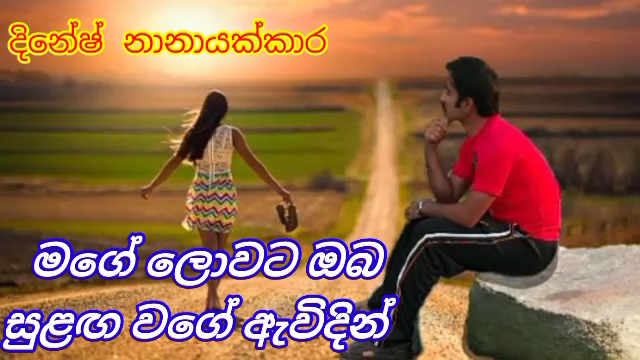 දිනේෂ් නානායක්කාර
මගේ ලොවට ඔබ
සුළඟ වගේ ඇවිදින්